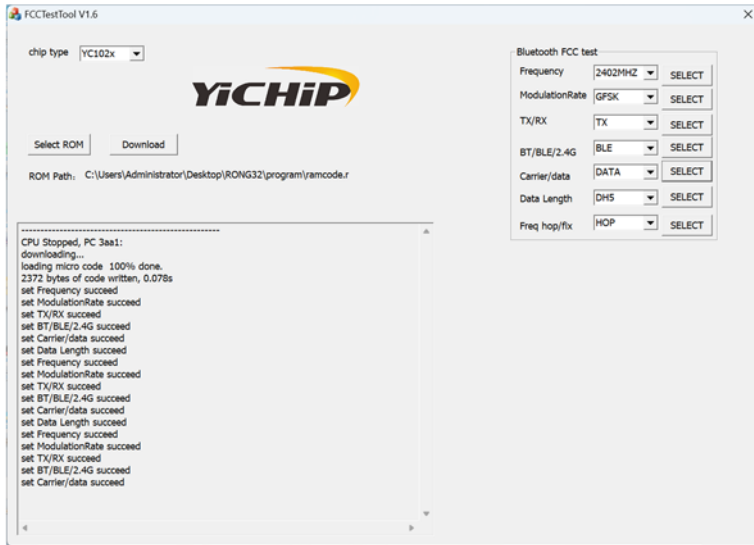 FCCTestTool V1.6
chip type YC102x
YiCHiP
Select ROM Download
ROM Path: C:\Users\Administrator\Desktop\RONG32\program\ramcode.r
Bluetooth FCC test
Frequency 2402MHZ SELECT
ModulationRate GFSK SELECT
TX/RX TX SELECT
BT/BLE/2.4G BLE SELECT
Carrier/data DATA SELECT
Data Length DH5 SELECT
Freq hop/fix HOP SELECT
--------------------------------------------------
CPU Stopped, PC 3aa1:
downloading...
loading micro code 100% done.
2372 bytes of code written, 0.078s
set Frequency succeed
set ModulationRate succeed
set TX/RX succeed
set BT/BLE/2.4G succeed
set Carrier/data succeed
set Data Length succeed
set Frequency succeed
set ModulationRate succeed
set TX/RX succeed
set BT/BLE/2.4G succeed
set Carrier/data succeed
set Data Length succeed
set Frequency succeed
set ModulationRate succeed
set TX/RX succeed
set BT/BLE/2.4G succeed
set Carrier/data succeed